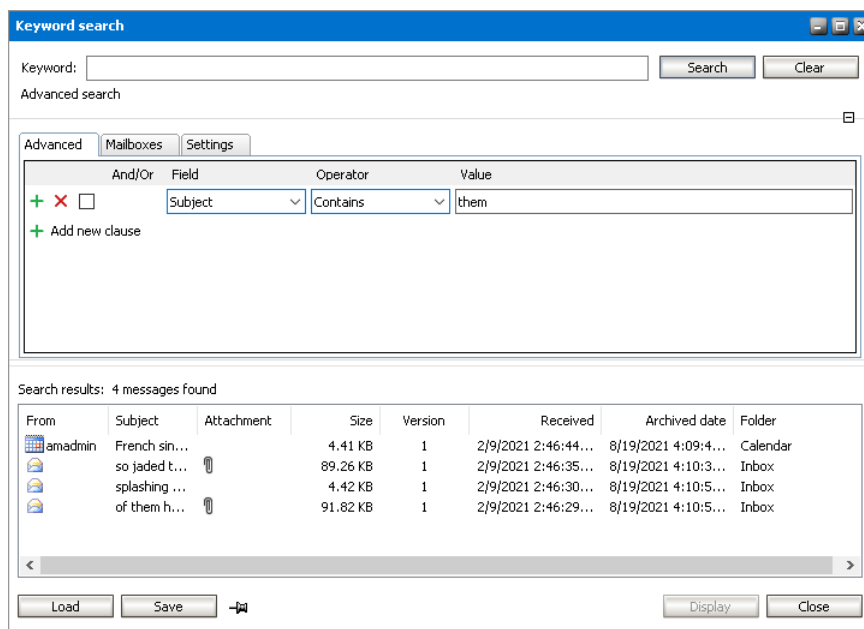 Keyword search
Keyword: Search Clear
Advanced search
Advanced Mailboxes Settings
And/Or Field Operator Value
Subject Contains them
Add new clause
Search results: 4 messages found
From Subject Attachment Size Version Received Archived date Folder
amadmin French sin... 4.41 KB 1 2/9/2021 2:46:44... 8/19/2021 4:09:4... Calendar
so jaded t... 89.26 KB 1 2/9/2021 2:46:35... 8/19/2021 4:10:3... Inbox
splashing ... 4.42 KB 1 2/9/2021 2:46:30... 8/19/2021 4:10:5... Inbox
of them h... 91.82 KB 1 2/9/2021 2:46:29... 8/19/2021 4:10:5... Inbox
Load Save Display Close